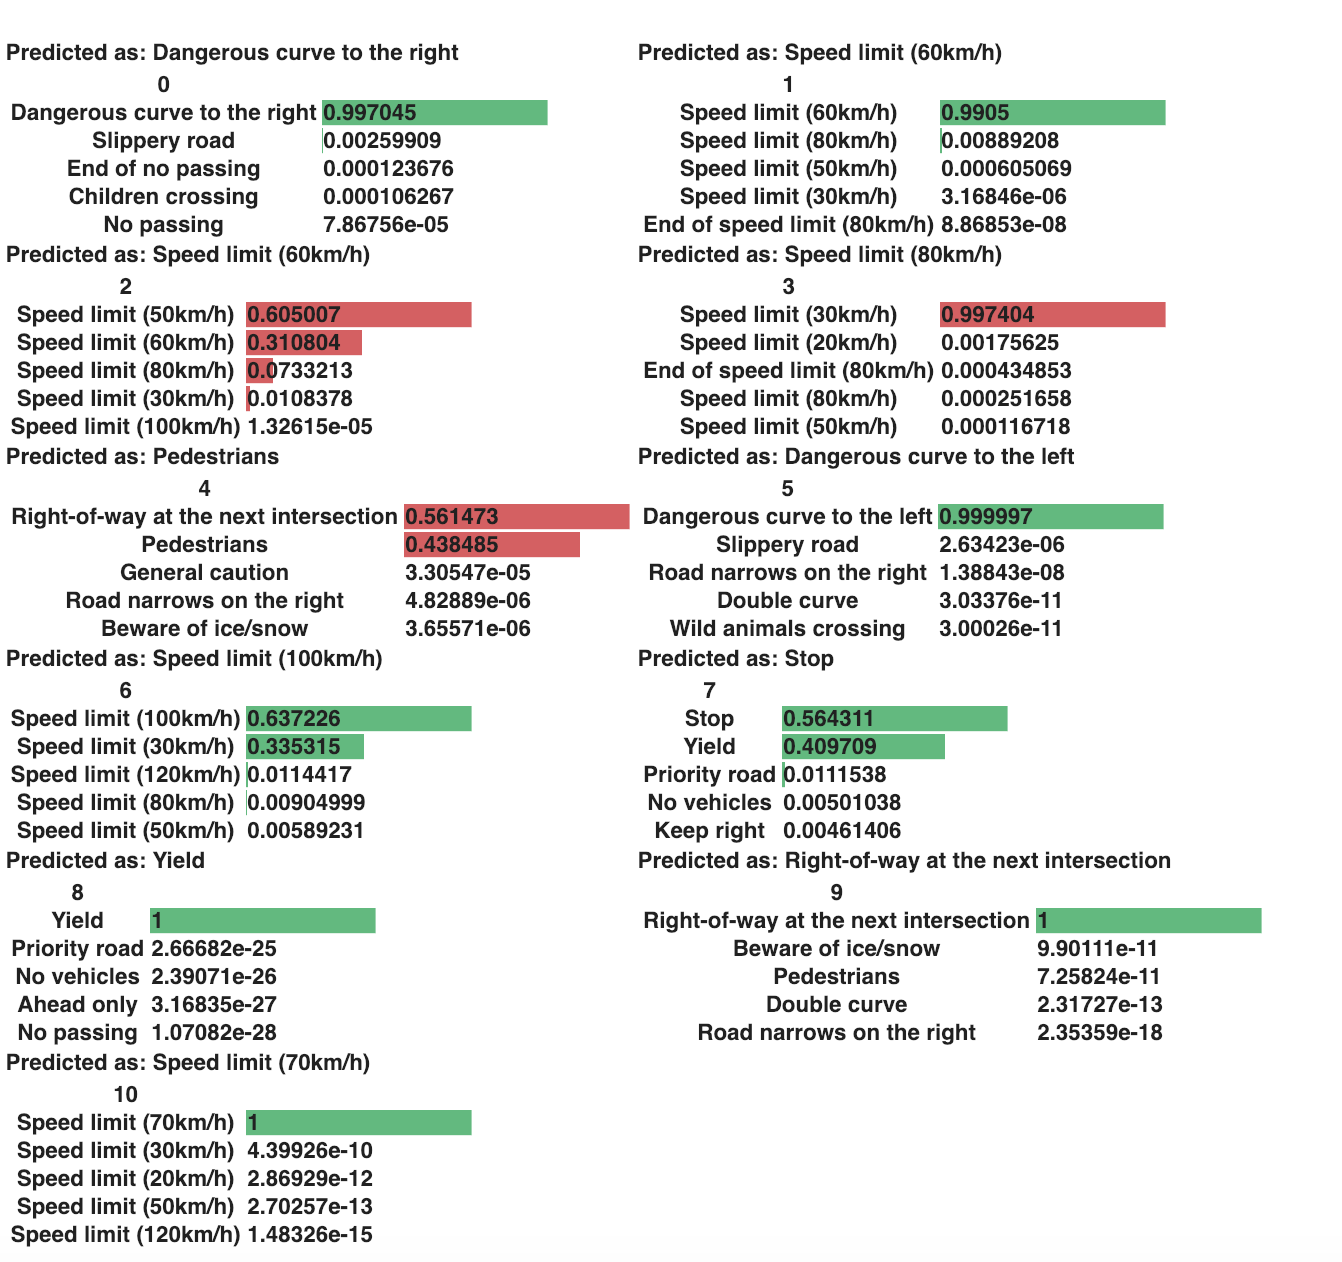 Predicted as: Dangerous curve to the right
0
Dangerous curve to the right 0.997045
Slippery road 0.00259909
End of no passing 0.000123676
Children crossing 0.000106267
No passing 7.86756e-05
Predicted as: Speed limit (60km/h)
1
Speed limit (60km/h) 0.9905
Speed limit (80km/h) 0.00889208
Speed limit (50km/h) 0.000605069
Speed limit (30km/h) 3.16846e-06
End of speed limit (80km/h) 8.86853e-08
Predicted as: Speed limit (60km/h)
2
Speed limit (50km/h) 0.605007
Speed limit (60km/h) 0.310804
Speed limit (80km/h) 0.0733213
Speed limit (30km/h) 0.0108378
Speed limit (100km/h) 1.32615e-05
Predicted as: Speed limit (80km/h)
3
Speed limit (30km/h) 0.997404
Speed limit (20km/h) 0.00175625
End of speed limit (80km/h) 0.000434853
Speed limit (80km/h) 0.000251658
Speed limit (50km/h) 0.000116718
Predicted as: Pedestrians
4
Right-of-way at the next intersection 0.561473
Pedestrians 0.438485
General caution 3.30547e-05
Road narrows on the right 4.82889e-06
Beware of ice/snow 3.65571e-06
Predicted as: Dangerous curve to the left
5
Dangerous curve to the left 0.999997
Slippery road 2.63423e-06
Road narrows on the right 1.38843e-08
Double curve 3.03376e-11
Wild animals crossing 3.00026e-11
Predicted as: Speed limit (100km/h)
6
Speed limit (100km/h) 0.637226
Speed limit (30km/h) 0.335315
Speed limit (120km/h) 0.0114417
Speed limit (80km/h) 0.00904999
Speed limit (50km/h) 0.00589231
Predicted as: Stop
7
Stop 0.564311
Yield 0.409709
Priority road 0.0111538
No vehicles 0.00501038
Keep right 0.00461406
Predicted as: Yield
8
Yield 1
Priority road 2.66682e-25
No vehicles 2.39071e-26
Ahead only 3.16835e-27
No passing 1.07082e-28
Predicted as: Right-of-way at the next intersection
9
Right-of-way at the next intersection 1
Beware of ice/snow 9.90111e-11
Pedestrians 7.25824e-11
Double curve 2.31727e-13
Road narrows on the right 2.35359e-18
Predicted as: Speed limit (70km/h)
10
Speed limit (70km/h) 1
Speed limit (30km/h) 4.39926e-10
Speed limit (20km/h) 2.86929e-12
Speed limit (50km/h) 2.70257e-13
Speed limit (120km/h) 1.48326e-15